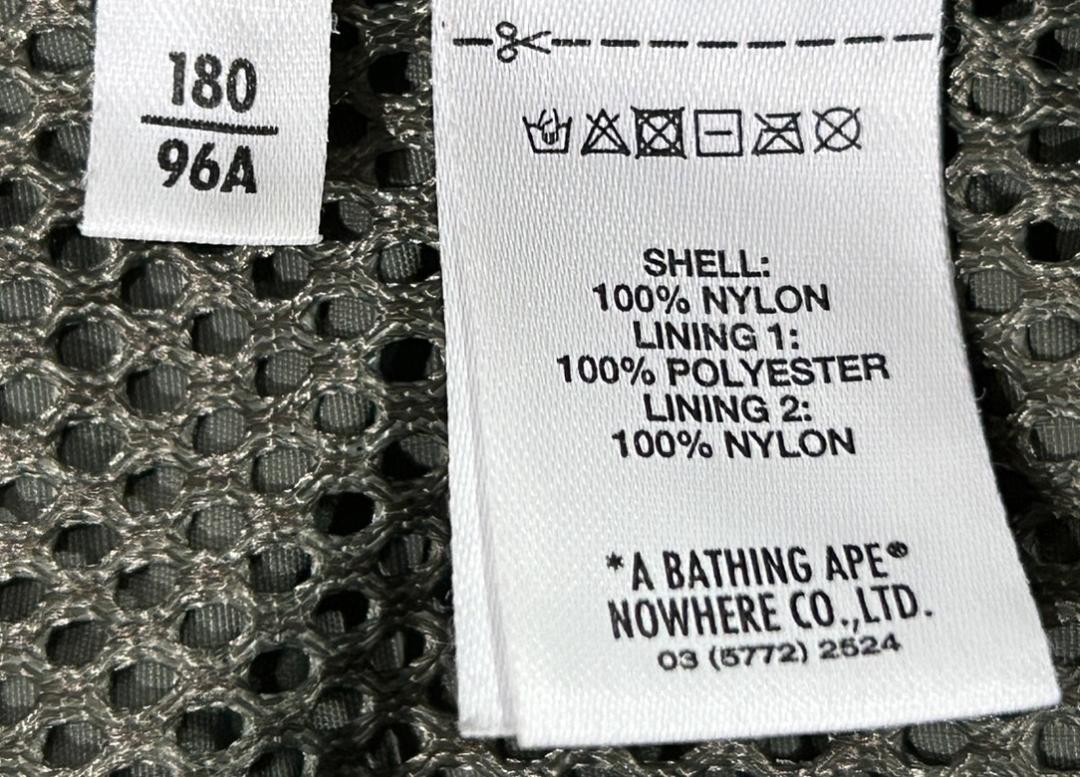 180
96A
SHELL:
100% NYLON
LINING 1:
100% POLYESTER
LINING 2:
100% NYLON
*A BATHING APE®
NOWHERE CO.,LTD.
03 (5772) 2524